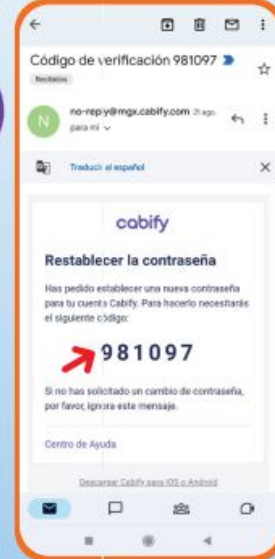 Código de verificación 981097
Recibidos
N
no-reply@mgx.cabify.com 21 ago.
para mí
Traducir al español
cabify
Restablecer la contraseña
Has pedido establecer una nueva contraseña
para tu cuenta Cabify. Para hacerlo necesitarás
el siguiente código:
981097
Si no has solicitado un cambio de contraseña,
por favor, ignora este mensaje.
Centro de Ayuda
Descargar Cabify para iOS o Android